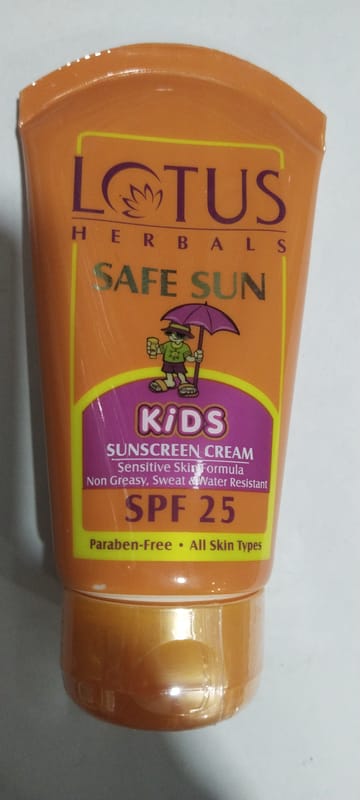 LOTUS
HERBALS
SAFE SUN
KiDS
SUNSCREEN CREAM
Sensitive Skin Formula
Non Greasy, Sweat & Water Resistant
SPF 25
Paraben-Free • All Skin Types